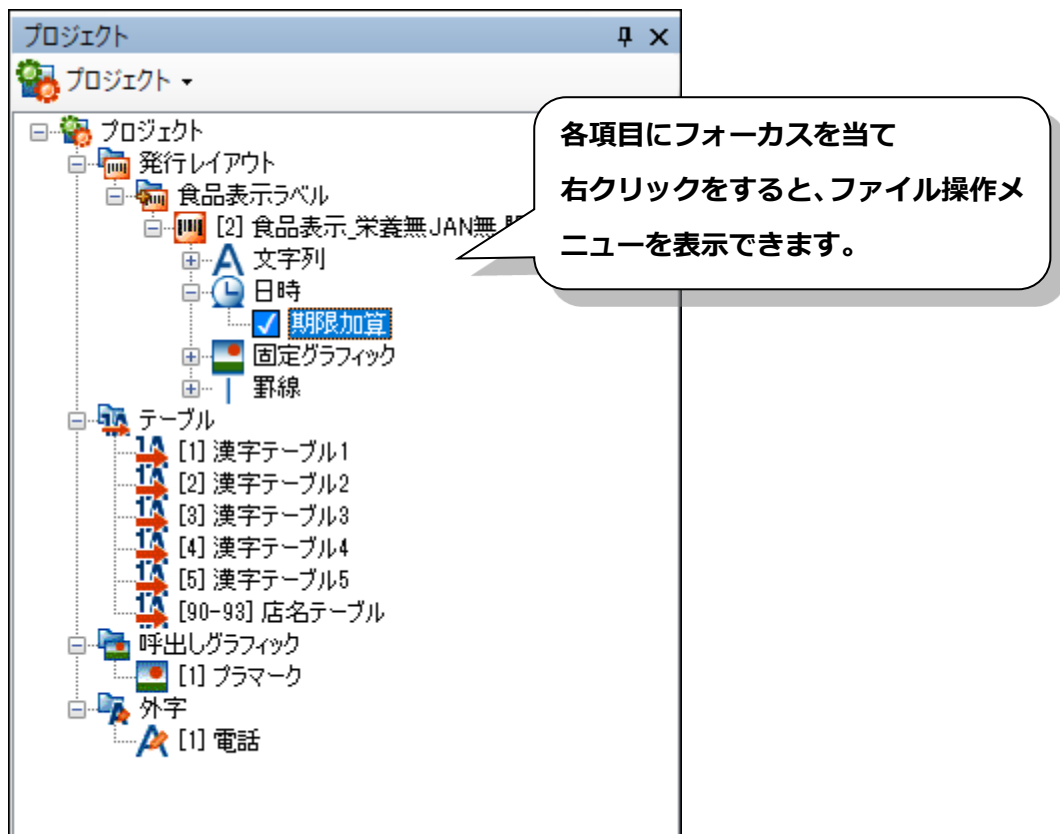 プロジェクト
プロジェクト
プロジェクト
発行レイアウト
食品表示ラベル
[2] 食品表示_栄養無JAN無_
文字列
日時
期限加算
固定グラフィック
罫線
テーブル
[1] 漢字テーブル1
[2] 漢字テーブル2
[3] 漢字テーブル3
[4] 漢字テーブル4
[5] 漢字テーブル5
[90-93] 店名テーブル
呼出しグラフィック
[1] プラマーク
外字
[1] 電話
各項目にフォーカスを当て
右クリックをすると、ファイル操作メ
ニューを表示できます。